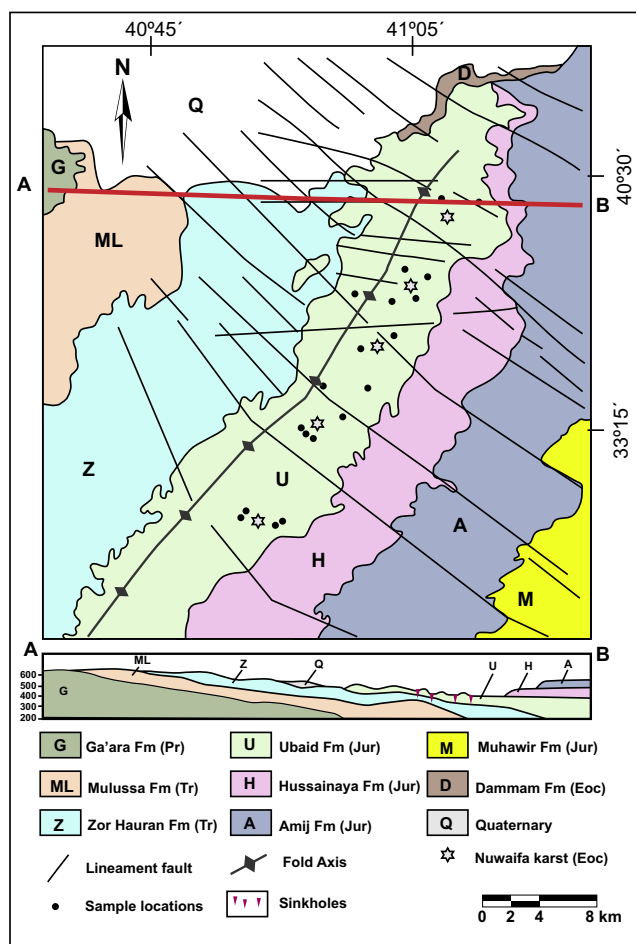 40º45´ 41º05´
N
Q
D
G
A
40º30´
B
ML
33º15´
Z
U
A
H
M
A B
ML Z Q U H A
600
500
400
300
200
G
G Ga'ara Fm (Pr) U Ubaid Fm (Jur) M Muhawir Fm (Jur)
ML Mulussa Fm (Tr) H Hussainaya Fm (Jur) D Dammam Fm (Eoc)
Z Zor Hauran Fm (Tr) A Amij Fm (Jur) Q Quaternary
Lineament fault Fold Axis Nuwaifa karst (Eoc)
Sample locations Sinkholes
0 2 4 8 km